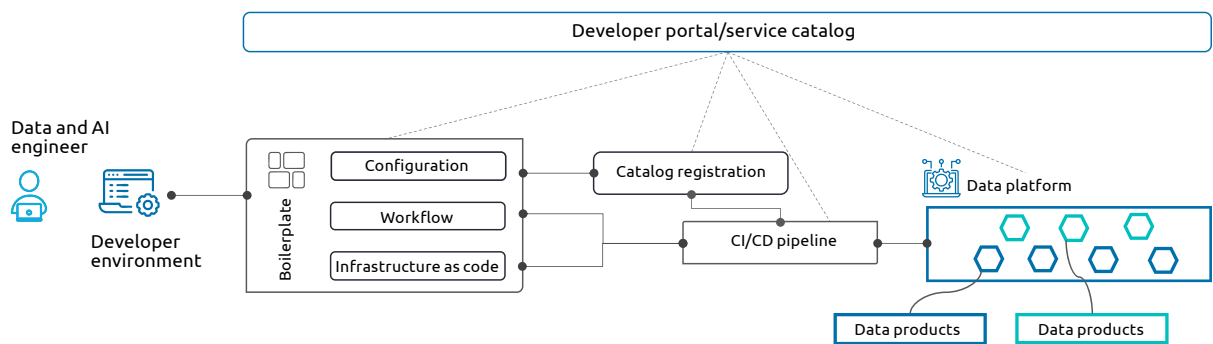 Developer portal/service catalog
Data and AI
engineer
Developer
environment
Boilerplate
Configuration
Workflow
Infrastructure as code
Catalog registration
CI/CD pipeline
Data platform
Data products
Data products